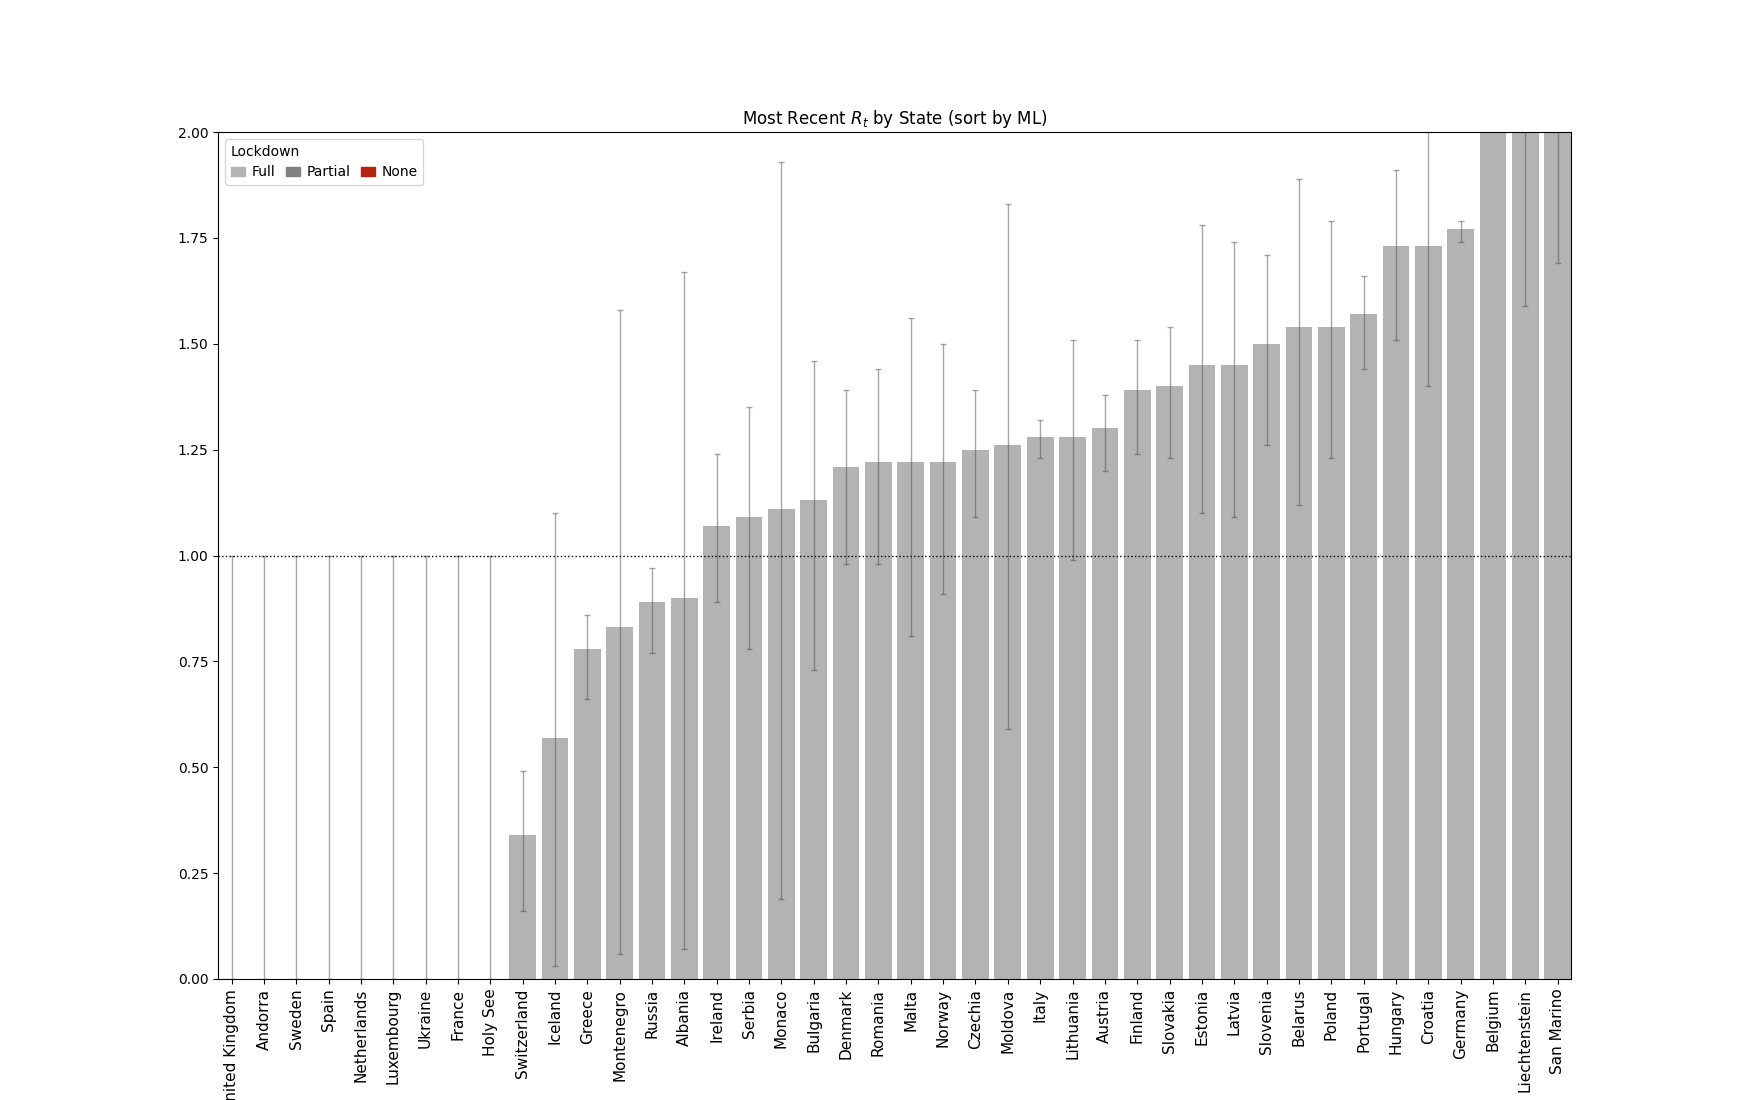 Most Recent Rt by State (sort by ML)
2.00
Lockdown
Full Partial None
1.75
1.50
1.25
1.00
0.75
0.50
0.25
0.00
nited Kingdom
Andorra
Sweden
Spain
Netherlands
Luxembourg
Ukraine
France
Holy See
Switzerland
Iceland
Greece
Montenegro
Russia
Albania
Ireland
Serbia
Monaco
Bulgaria
Denmark
Romania
Malta
Norway
Czechia
Moldova
Italy
Lithuania
Austria
Finland
Slovakia
Estonia
Latvia
Slovenia
Belarus
Poland
Portugal
Hungary
Croatia
Germany
Belgium
Liechtenstein
San Marino